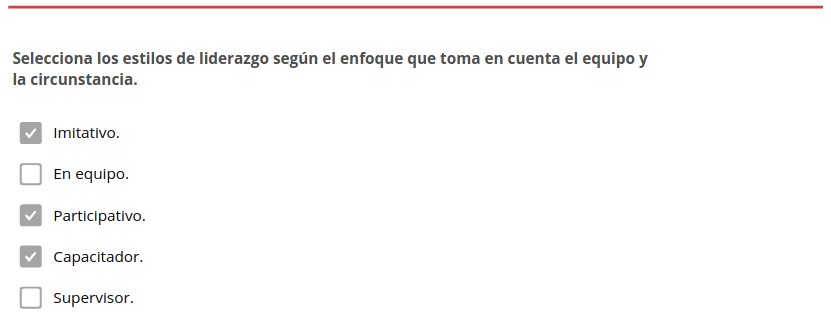 Selecciona los estilos de liderazgo según el enfoque que toma en cuenta el equipo y
la circunstancia.
Imitativo.
En equipo.
Participativo.
Capacitador.
Supervisor.